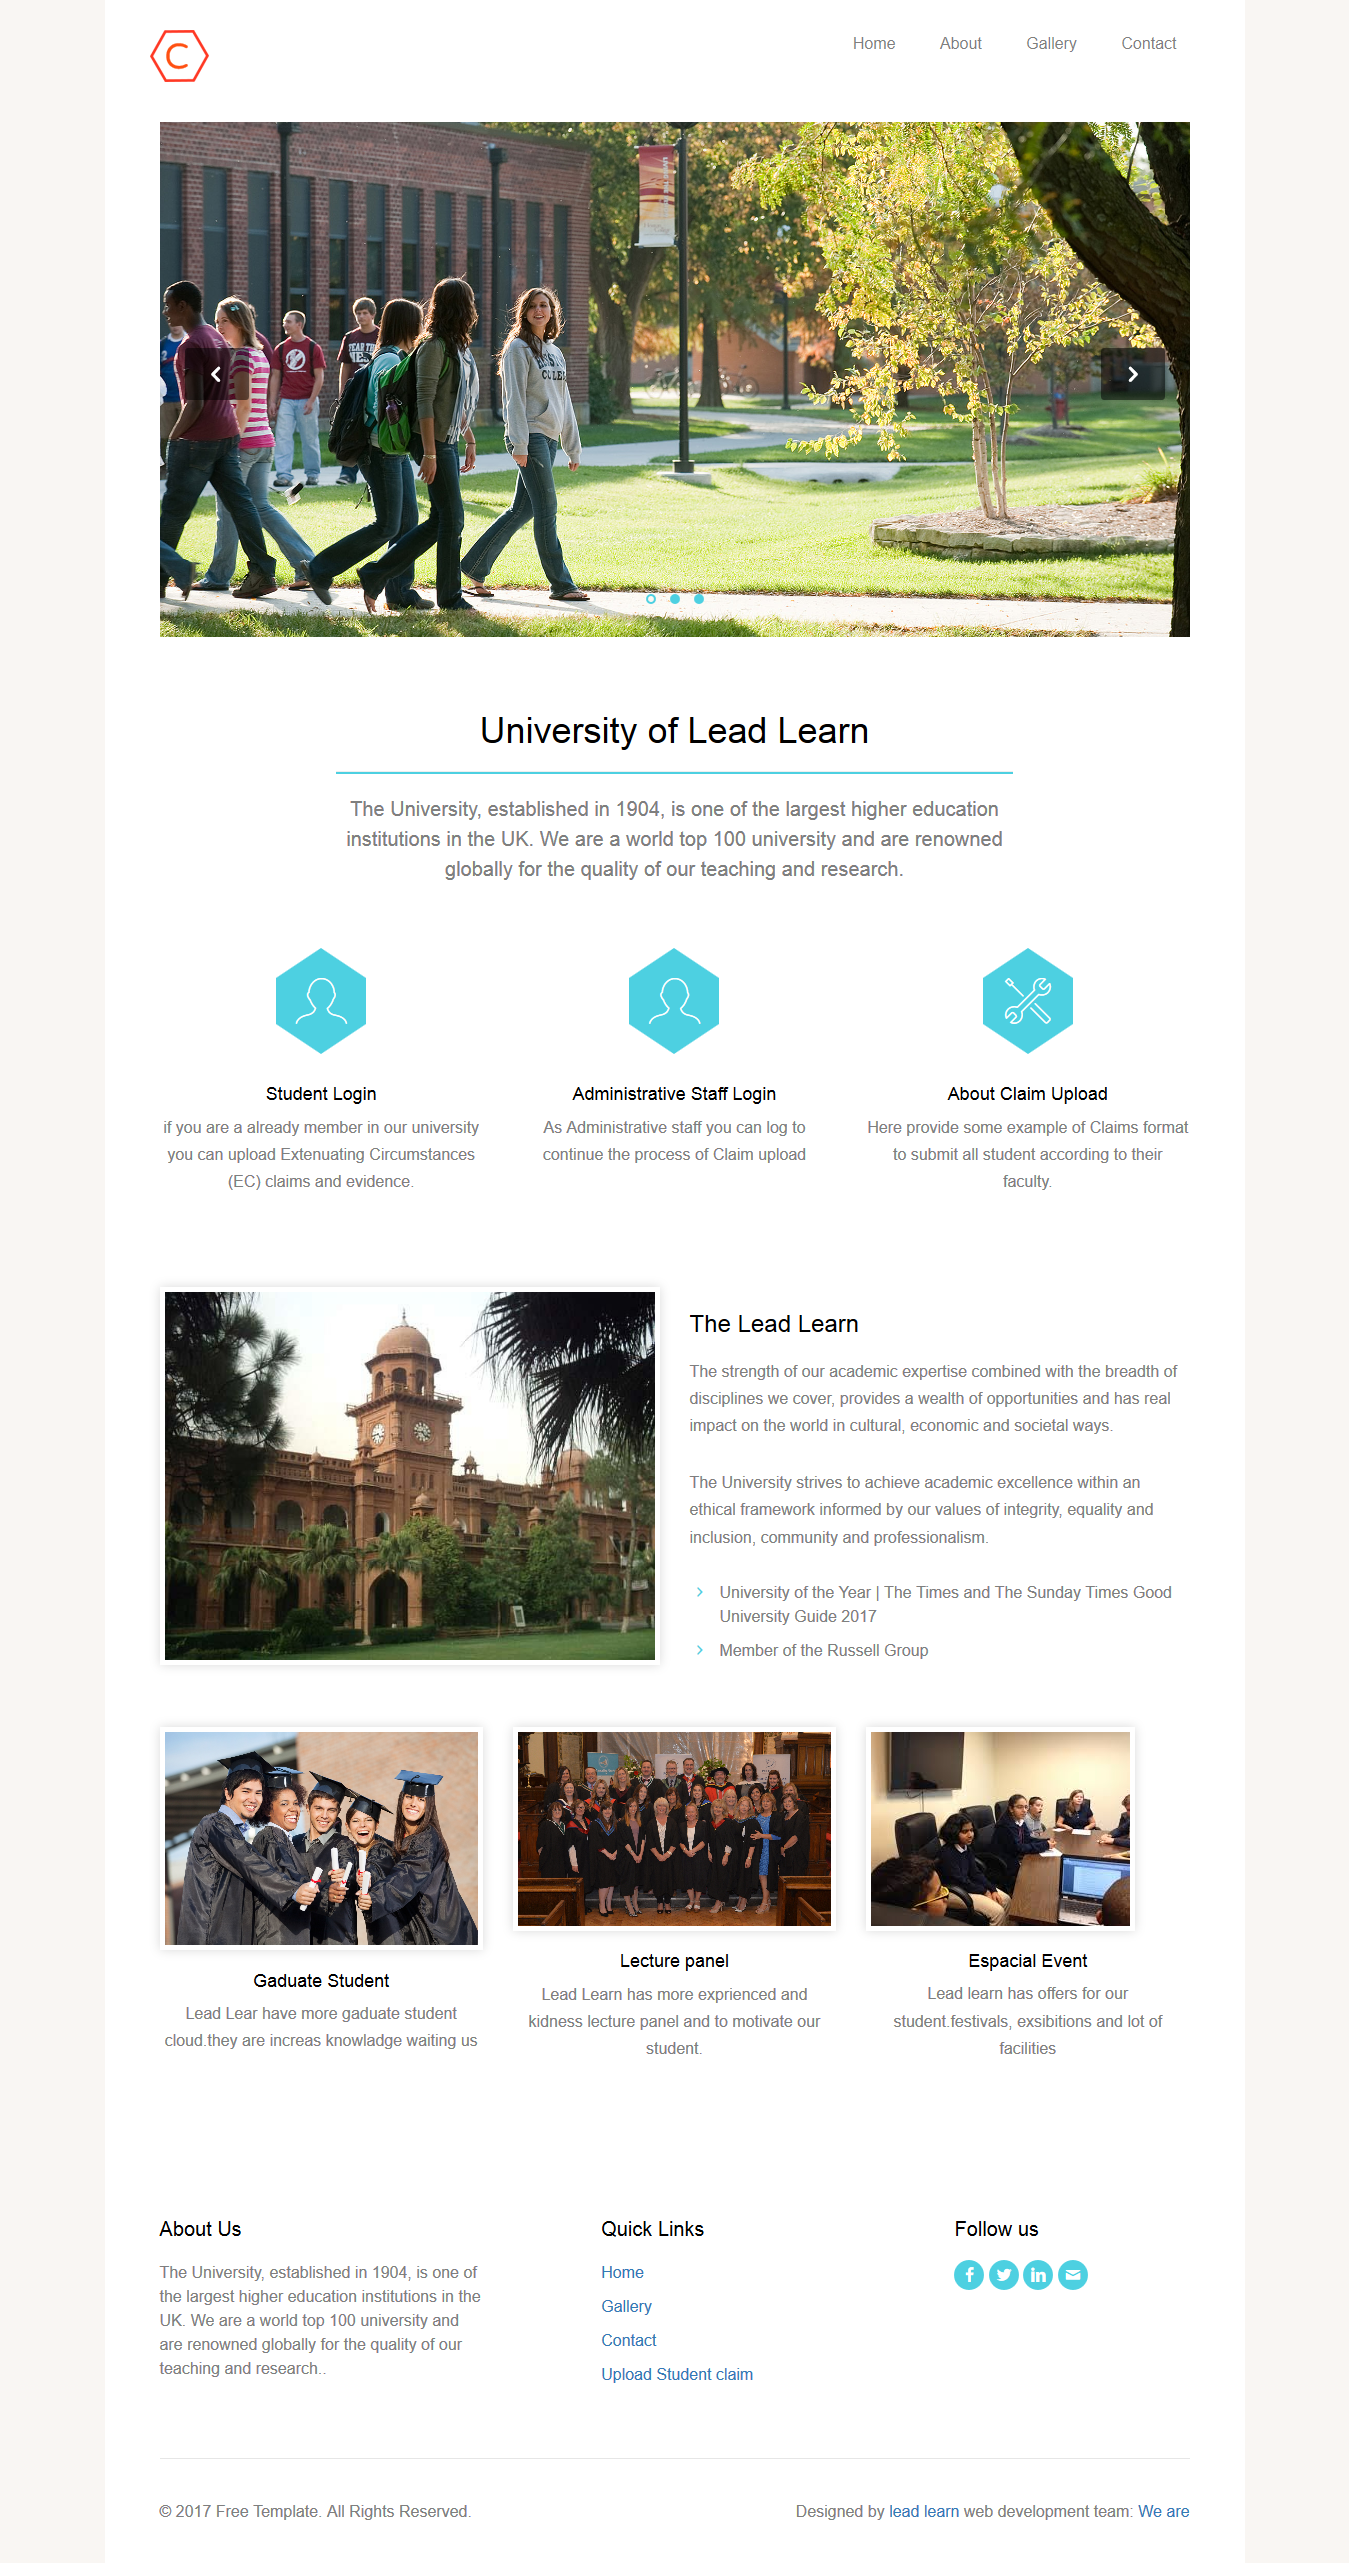 C
Home About Gallery Contact
University of Lead Learn
The University, established in 1904, is one of the largest higher education
institutions in the UK. We are a world top 100 university and are renowned
globally for the quality of our teaching and research.
Student Login
if you are a already member in our university
you can upload Extenuating Circumstances
(EC) claims and evidence.
Administrative Staff Login
As Administrative staff you can log to
continue the process of Claim upload
About Claim Upload
Here provide some example of Claims format
to submit all student according to their
faculty.
The Lead Learn
The strength of our academic expertise combined with the breadth of
disciplines we cover, provides a wealth of opportunities and has real
impact on the world in cultural, economic and societal ways.
The University strives to achieve academic excellence within an
ethical framework informed by our values of integrity, equality and
inclusion, community and professionalism.
University of the Year | The Times and The Sunday Times Good
University Guide 2017
Member of the Russell Group
Gaduate Student
Lead Lear have more gaduate student
cloud.they are increas knowladge waiting us
Lecture panel
Lead Learn has more exprienced and
kidness lecture panel and to motivate our
student.
Espacial Event
Lead learn has offers for our
student.festivals, exsibitions and lot of
facilities
About Us
The University, established in 1904, is one of
the largest higher education institutions in the
UK. We are a world top 100 university and
are renowned globally for the quality of our
teaching and research..
Quick Links
Home
Gallery
Contact
Upload Student claim
Follow us
© 2017 Free Template. All Rights Reserved.
Designed by lead learn web development team: We are